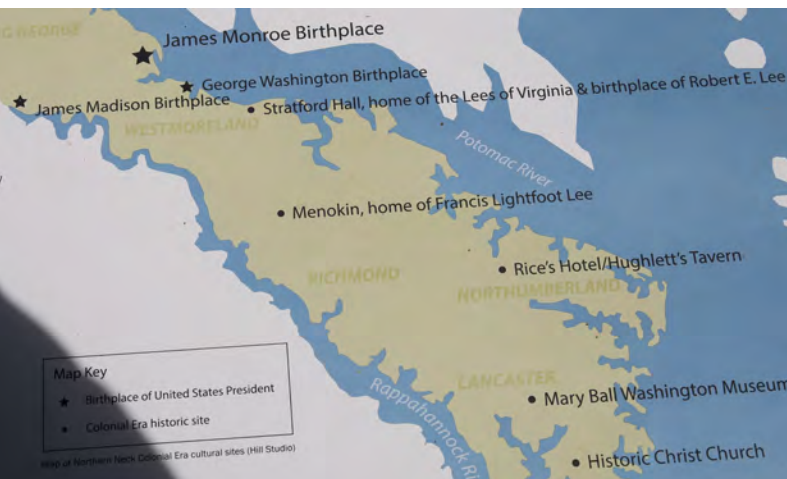 G GEORGE
James Monroe Birthplace
George Washington Birthplace
James Madison Birthplace
Stratford Hall, home of the Lees of Virginia & birthplace of Robert E. Lee
WESTMORELAND
Potomac River
Menokin, home of Francis Lightfoot Lee
Rice's Hotel/Hughlett's Tavern
RICHMOND
NORTHUMBERLAND
Map Key
Birthplace of United States President
Colonial Era historic site
Map of Northern Neck Colonial Era cultural sites (Hill Studio)
Rappahannock Ri
LANCASTER
Mary Ball Washington Museum
Historic Christ Church